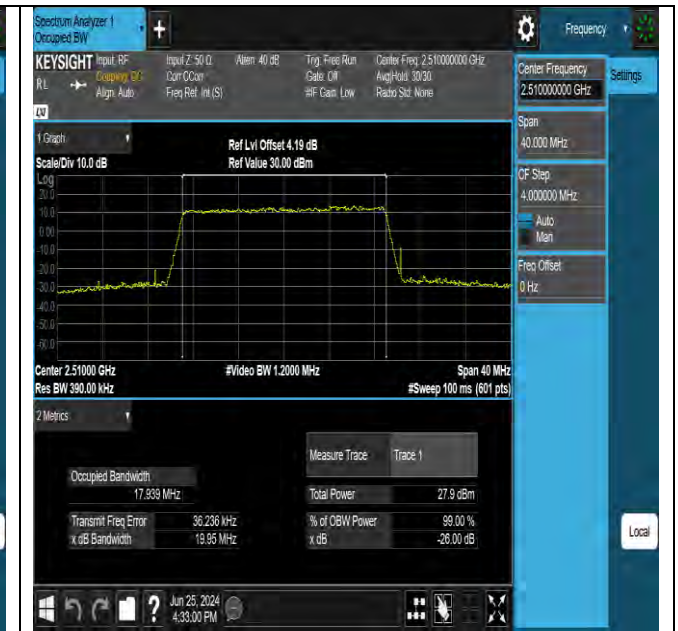 Spectrum Analyzer 1
Occupied BW
+
Frequency
KEYSIGHT Input: RF
RL
Coupling: DC
Align: Auto
Input Z: 50 Ω
Corr CCorr
Freq Ref: Int (S)
Atten: 40 dB
Trig: Free Run
Gate: Off
#IF Gain: Low
Center Freq: 2.510000000 GHz
Avg|Hold: 30/30
Radio Std: None
LXI
1 Graph
Scale/Div 10.0 dB
Ref Lvl Offset 4.19 dB
Ref Value 30.00 dBm
Log
20.0
10.0
0.00
-10.0
-20.0
-30.0
-40.0
-50.0
-60.0
Center 2.51000 GHz
Res BW 390.00 kHz
#Video BW 1.2000 MHz
Span 40 MHz
#Sweep 100 ms (601 pts)
2 Metrics
Measure Trace Trace 1
Occupied Bandwidth
17.939 MHz
Total Power 27.9 dBm
Transmit Freq Error 36.236 kHz
% of OBW Power 99.00 %
x dB Bandwidth 19.95 MHz
x dB -26.00 dB
?
Jun 25, 2024
4:33:00 PM
Center Frequency
2.510000000 GHz
Settings
Span
40.000 MHz
CF Step
4.000000 MHz
Auto
Man
Freq Offset
0 Hz
Local